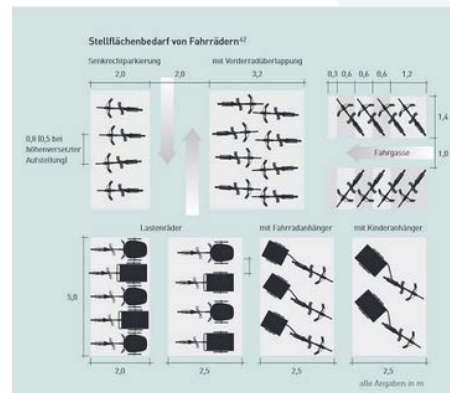 Stellflächenbedarf von Fahrrädern⁴²
Senkrechtparkierung
mit Vorderradüberlappung
2,0
2,0
3,2
0,3 0,6 0,6 0,6 1,2
0,8 (0,5 bei
höhenversetzter
Aufstellung)
1,4
Fahrgasse
1,0
Lastenräder
mit Fahrradanhänger
mit Kinderanhänger
5,0
2,0
2,5
2,5
2,5
alle Angaben in m